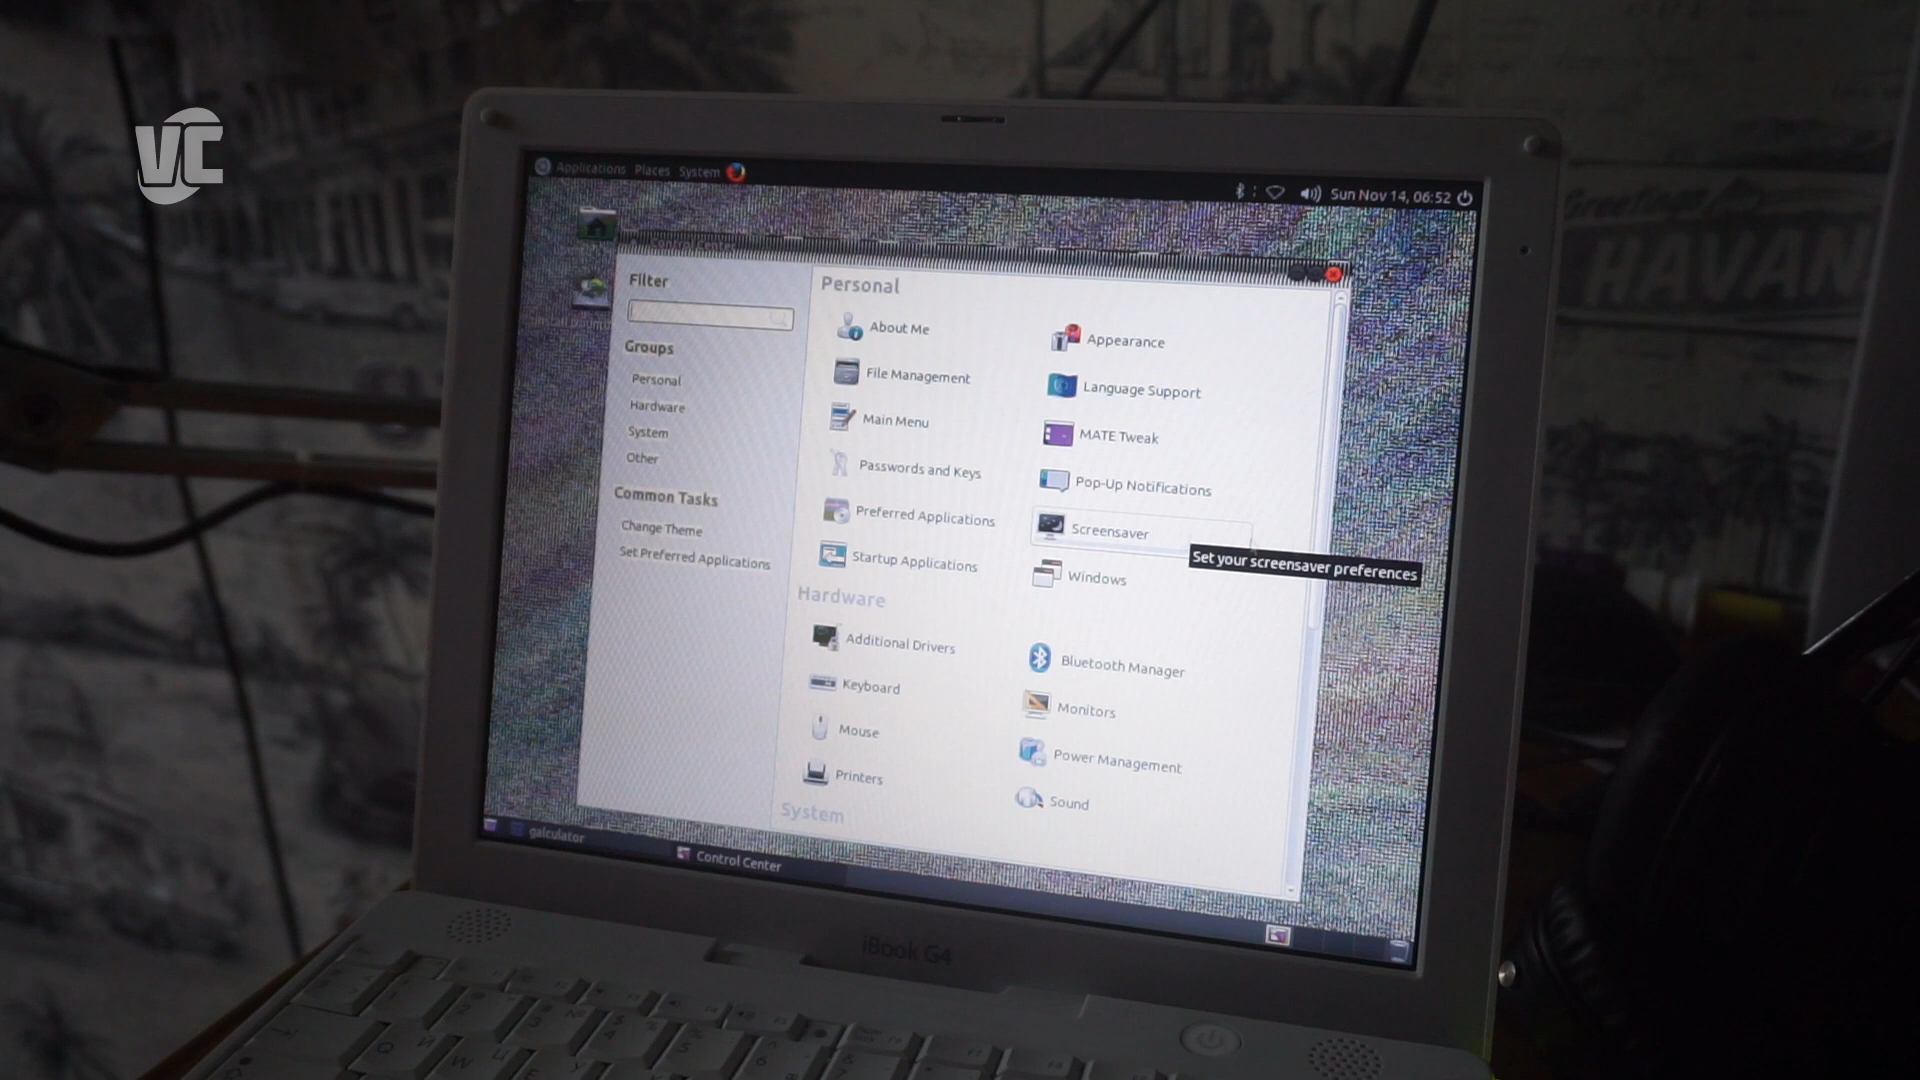 VC
Greetings
HAVAN
Applications Places System
Sun Nov 14, 06:52
Control Center
Filter
Groups
Personal
Hardware
System
Other
Common Tasks
Change Theme
Set Preferred Applications
Personal
About Me
Appearance
File Management
Language Support
Main Menu
MATE Tweak
Passwords and Keys
Pop-Up Notifications
Preferred Applications
Screensaver
Set your screensaver preferences
Startup Applications
Windows
Hardware
Additional Drivers
Bluetooth Manager
Keyboard
Monitors
Mouse
Power Management
Printers
Sound
System
galculator
Control Center
iBook G4